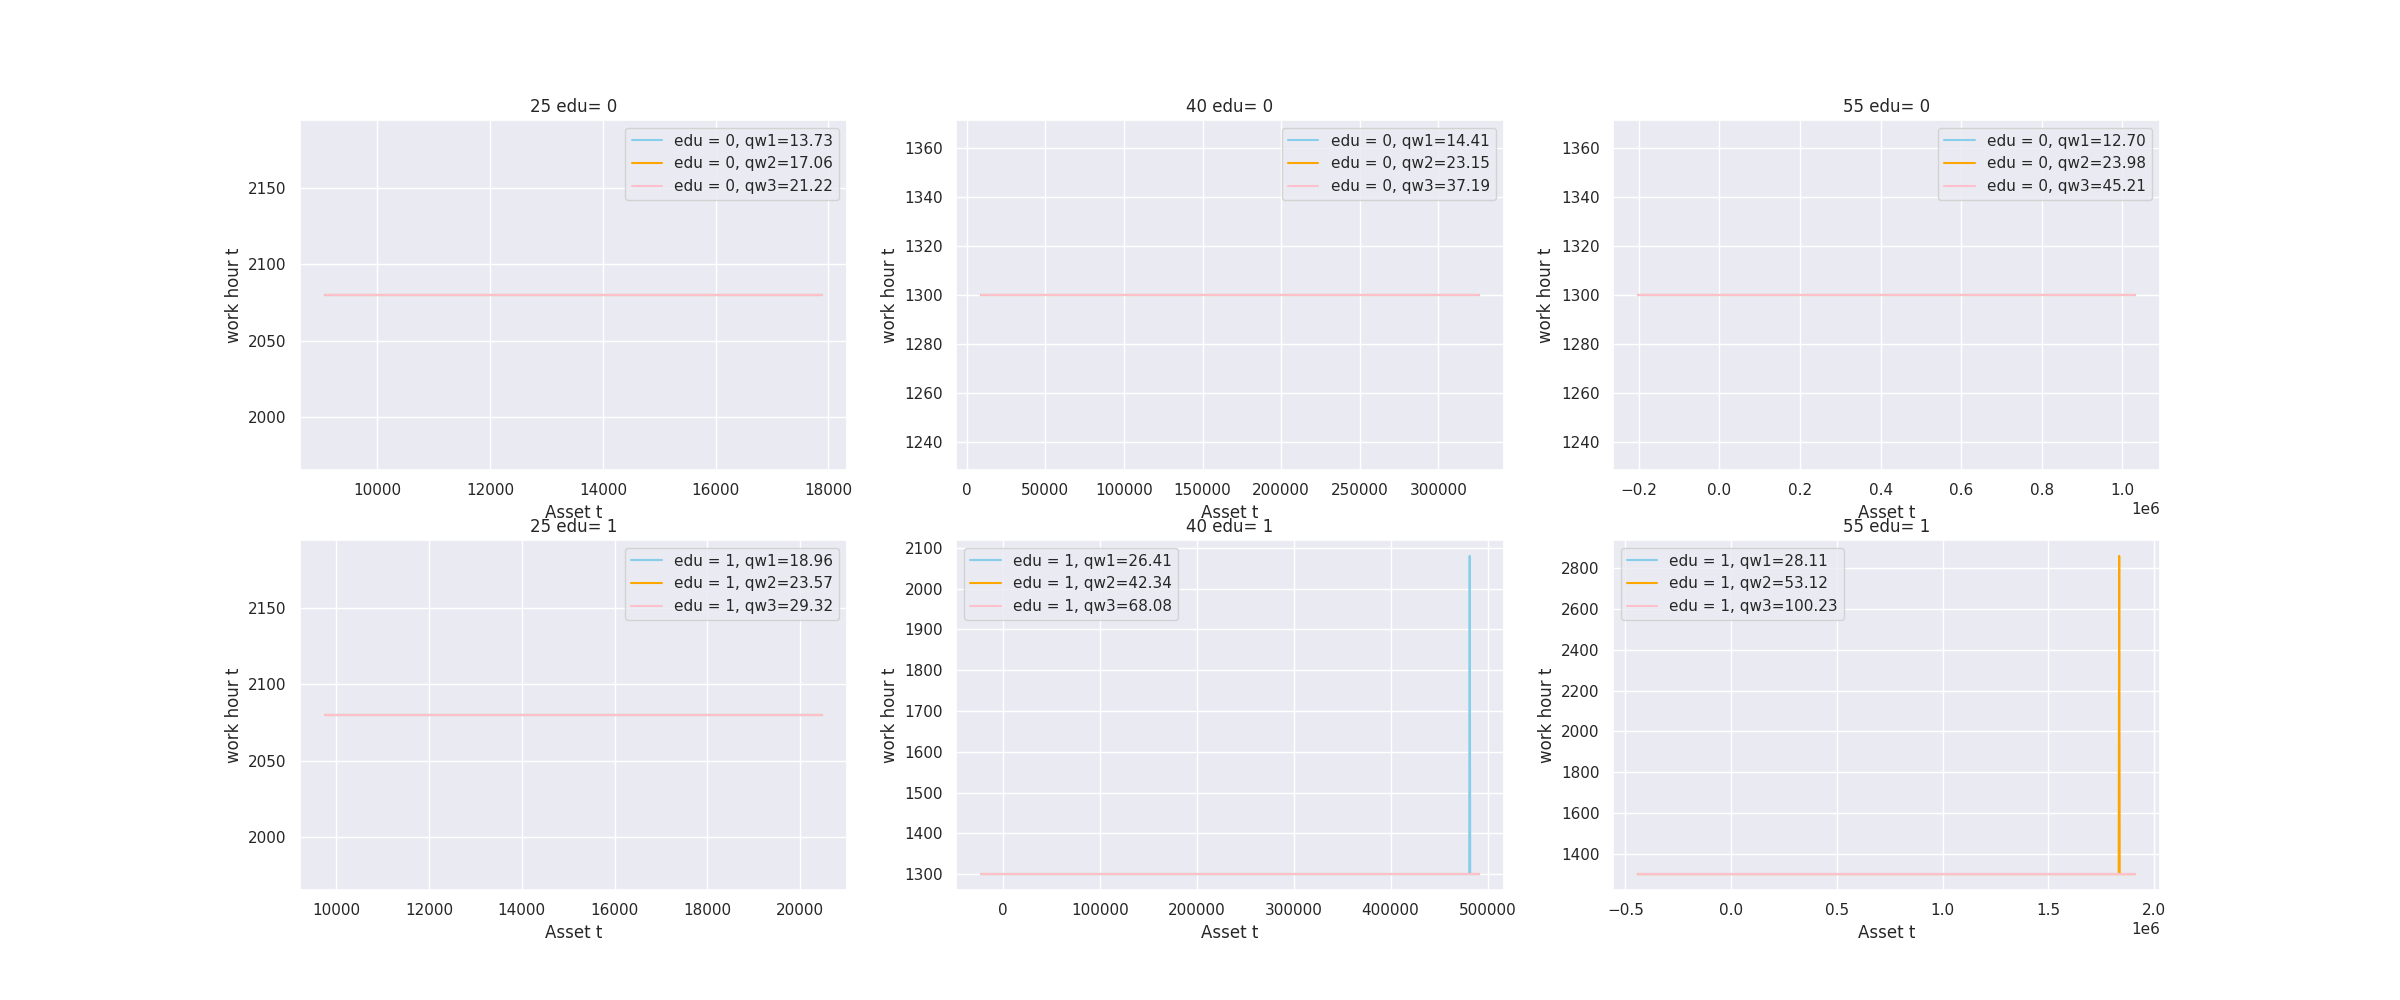 25 edu= 0
edu = 0, qw1=13.73
edu = 0, qw2=17.06
edu = 0, qw3=21.22
work hour t
2150
2100
2050
2000
10000 12000 14000 16000 18000
Asset t
40 edu= 0
edu = 0, qw1=14.41
edu = 0, qw2=23.15
edu = 0, qw3=37.19
work hour t
1360
1340
1320
1300
1280
1260
1240
0 50000 100000 150000 200000 250000 300000
Asset t
55 edu= 0
edu = 0, qw1=12.70
edu = 0, qw2=23.98
edu = 0, qw3=45.21
work hour t
1360
1340
1320
1300
1280
1260
1240
−0.2 0.0 0.2 0.4 0.6 0.8 1.0
1e6
Asset t
25 edu= 1
edu = 1, qw1=18.96
edu = 1, qw2=23.57
edu = 1, qw3=29.32
work hour t
2150
2100
2050
2000
10000 12000 14000 16000 18000 20000
Asset t
40 edu= 1
edu = 1, qw1=26.41
edu = 1, qw2=42.34
edu = 1, qw3=68.08
work hour t
2100
2000
1900
1800
1700
1600
1500
1400
1300
0 100000 200000 300000 400000 500000
Asset t
55 edu= 1
edu = 1, qw1=28.11
edu = 1, qw2=53.12
edu = 1, qw3=100.23
work hour t
2800
2600
2400
2200
2000
1800
1600
1400
−0.5 0.0 0.5 1.0 1.5 2.0
1e6
Asset t